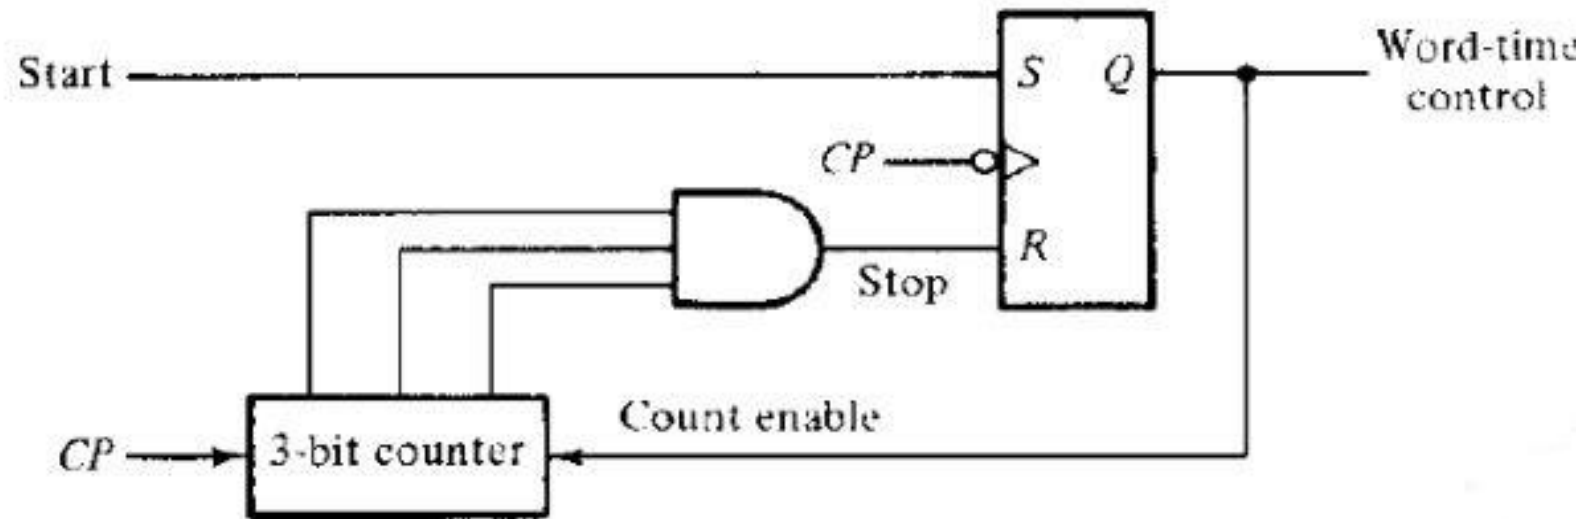 Start
S
Q
Word-time
control
CP
R
Stop
Count enable
CP
3-bit counter